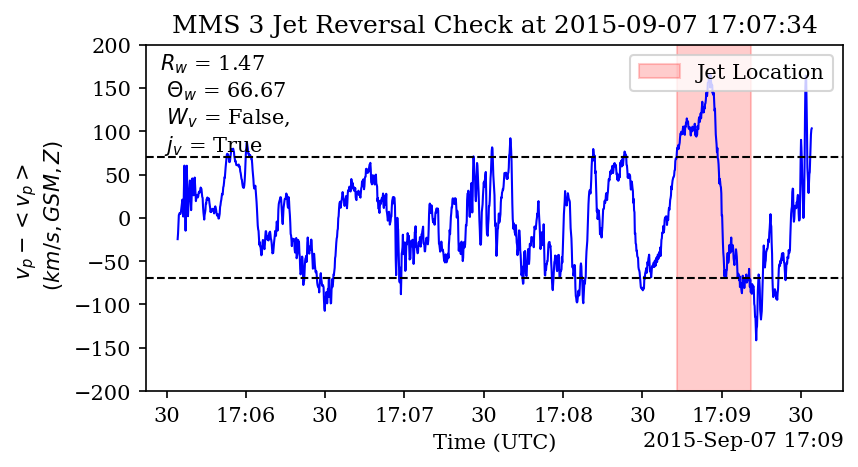 MMS 3 Jet Reversal Check at 2015-09-07 17:07:34
R_w = 1.47
Θ_w = 66.67
W_v = False,
j_v = True
Jet Location
v_p − < v_p >
(km/s, GSM, Z)
200
150
100
50
0
−50
−100
−150
−200
30 17:06 30 17:07 30 17:08 30 17:09 30
Time (UTC)
2015-Sep-07 17:09